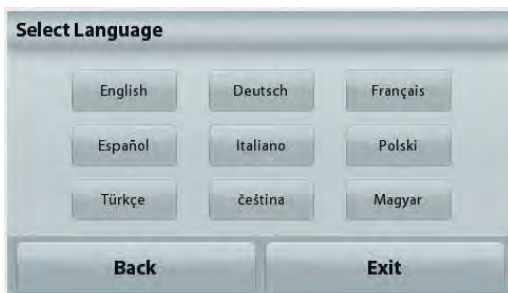 Select Language
English Deutsch Français
Español Italiano Polski
Türkçe čeština Magyar
Back Exit